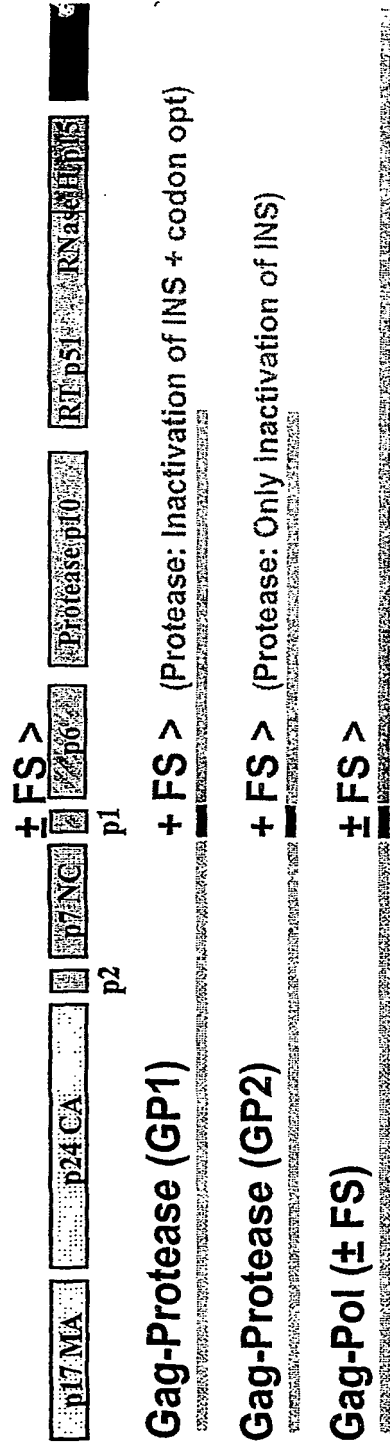 ± FS >
p17 MA p24 CA p7 NC p6 Protease p10 RT p51 RNaseH p15
p2 p1
Gag-Protease (GP1) + FS > (Protease: Inactivation of INS + codon opt)
Gag-Protease (GP2) + FS > (Protease: Only Inactivation of INS)
Gag-Pol (± FS) ± FS >